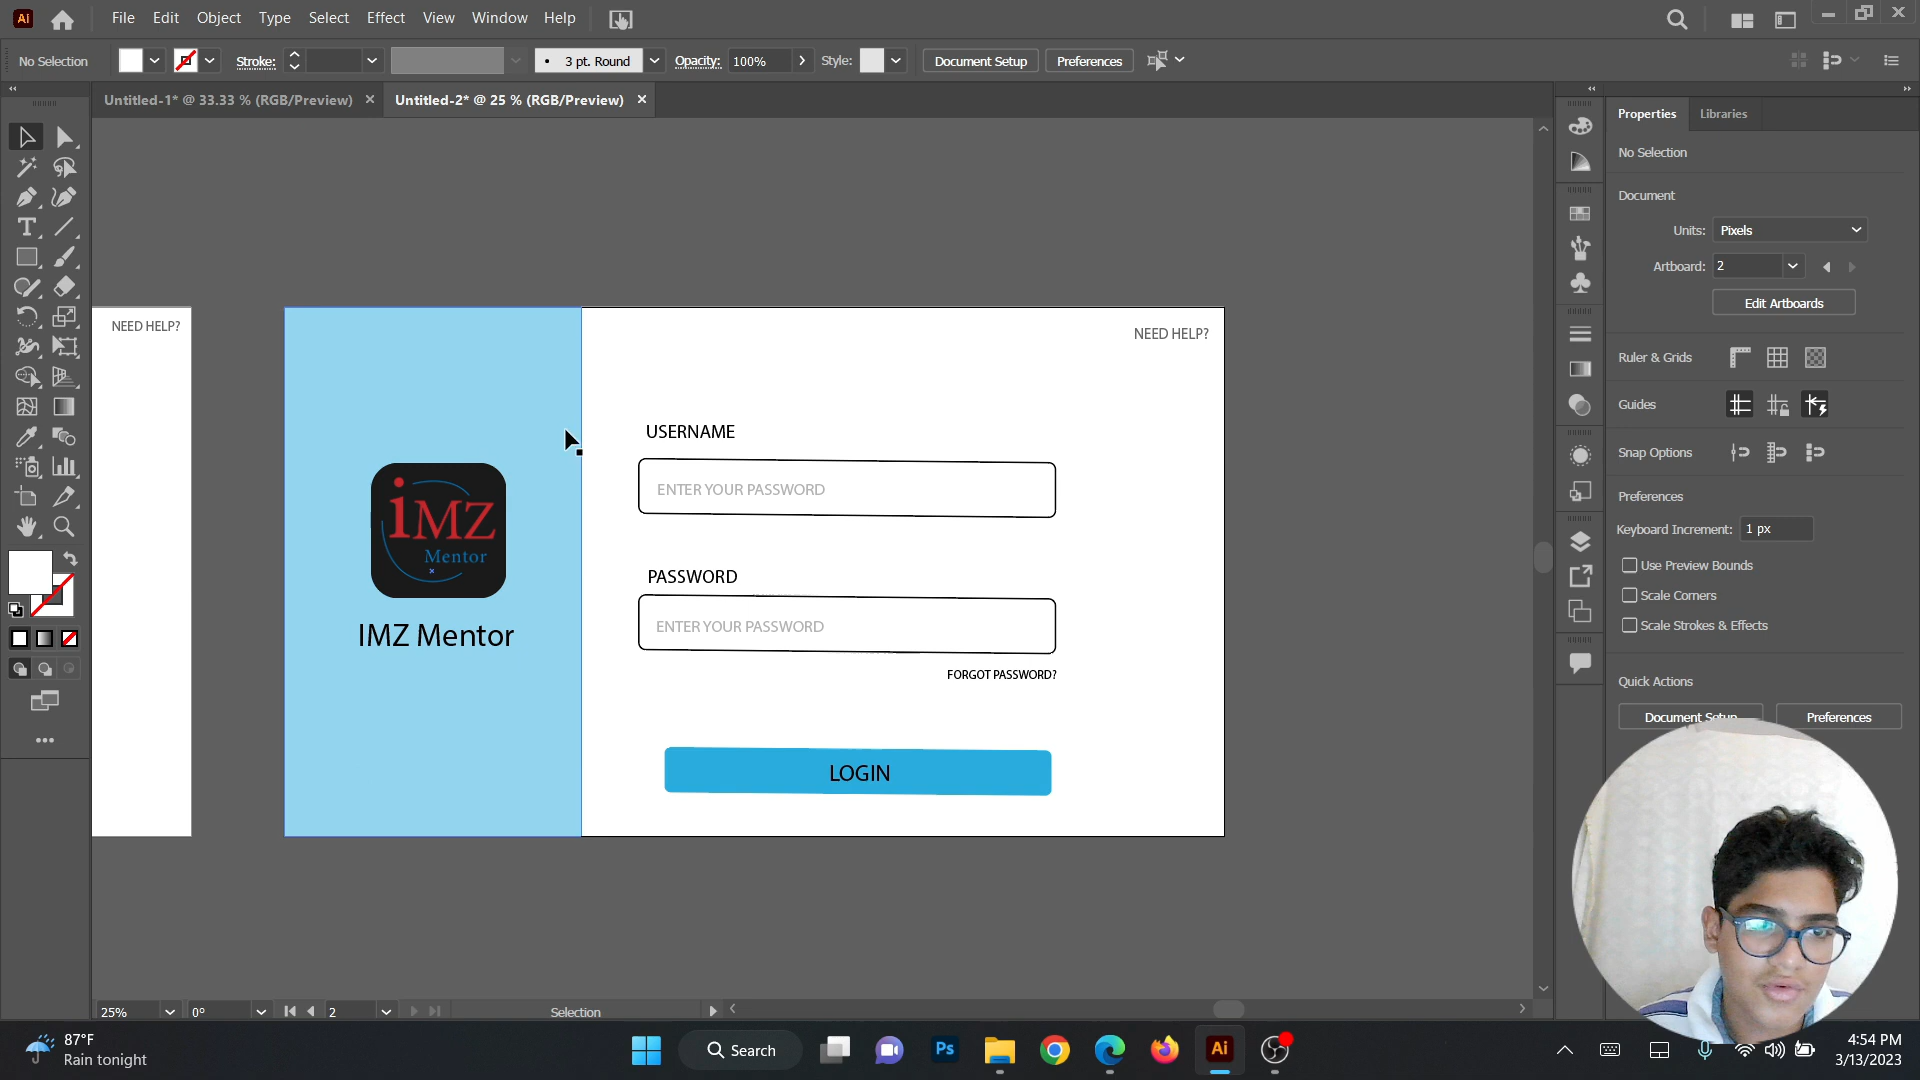 Ai File Edit Object Type Select Effect View Window Help
No Selection Stroke: 3 pt. Round Opacity: 100% Style: Document Setup Preferences
Untitled-1* @ 33.33 % (RGB/Preview) Untitled-2* @ 25 % (RGB/Preview)
Properties Libraries
No Selection
Document
Units: Pixels
Artboard: 2
Edit Artboards
Ruler & Grids
Guides
Snap Options
Preferences
Keyboard Increment: 1 px
Use Preview Bounds
Scale Corners
Scale Strokes & Effects
Quick Actions
Document Setup Preferences
NEED HELP?
NEED HELP?
USERNAME
ENTER YOUR PASSWORD
PASSWORD
ENTER YOUR PASSWORD
FORGOT PASSWORD?
LOGIN
iMZ
Mentor
IMZ Mentor
25% 0° 2 Selection
87°F
Rain tonight
Search
Ps
Ai
4:54 PM
3/13/2023